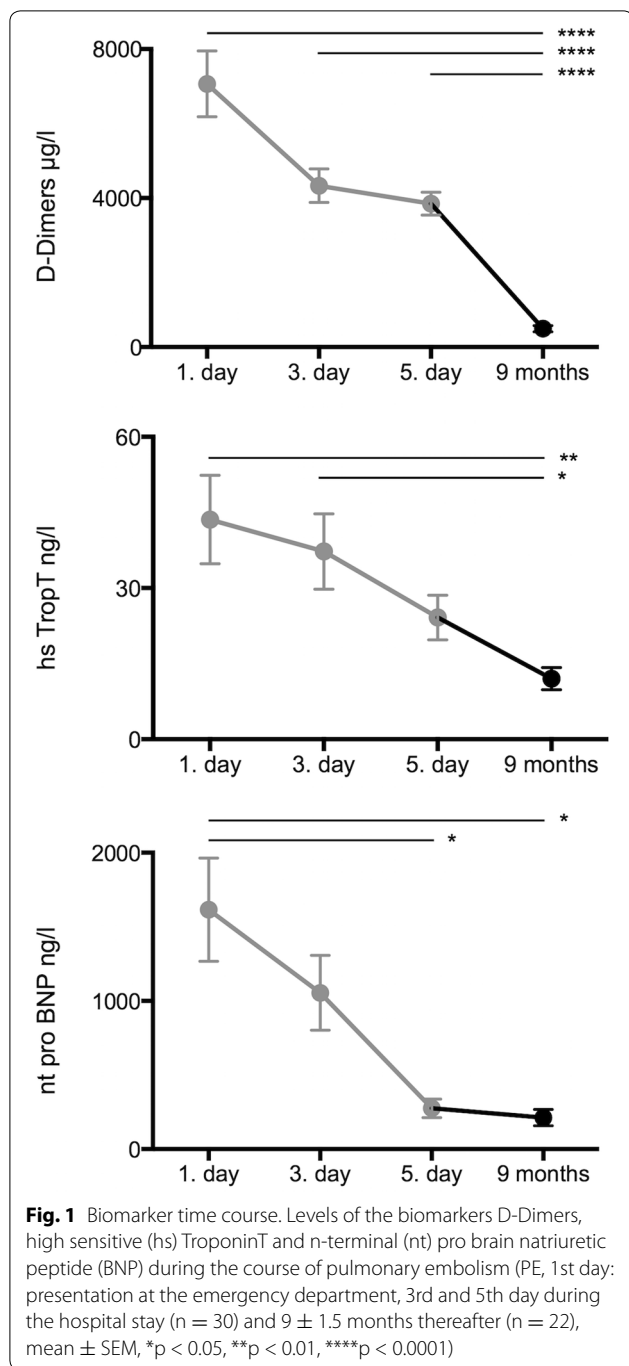 ****
****
****
8000
4000
0
D-Dimers µg/l
1. day 3. day 5. day 9 months
**
*
60
30
0
hs TropT ng/l
1. day 3. day 5. day 9 months
*
*
2000
1000
0
nt pro BNP ng/l
1. day 3. day 5. day 9 months
Fig. 1 Biomarker time course. Levels of the biomarkers D-Dimers,
high sensitive (hs) TroponinT and n-terminal (nt) pro brain natriuretic
peptide (BNP) during the course of pulmonary embolism (PE, 1st day:
presentation at the emergency department, 3rd and 5th day during
the hospital stay (n = 30) and 9 ± 1.5 months thereafter (n = 22),
mean ± SEM, *p < 0.05, **p < 0.01, ****p < 0.0001)